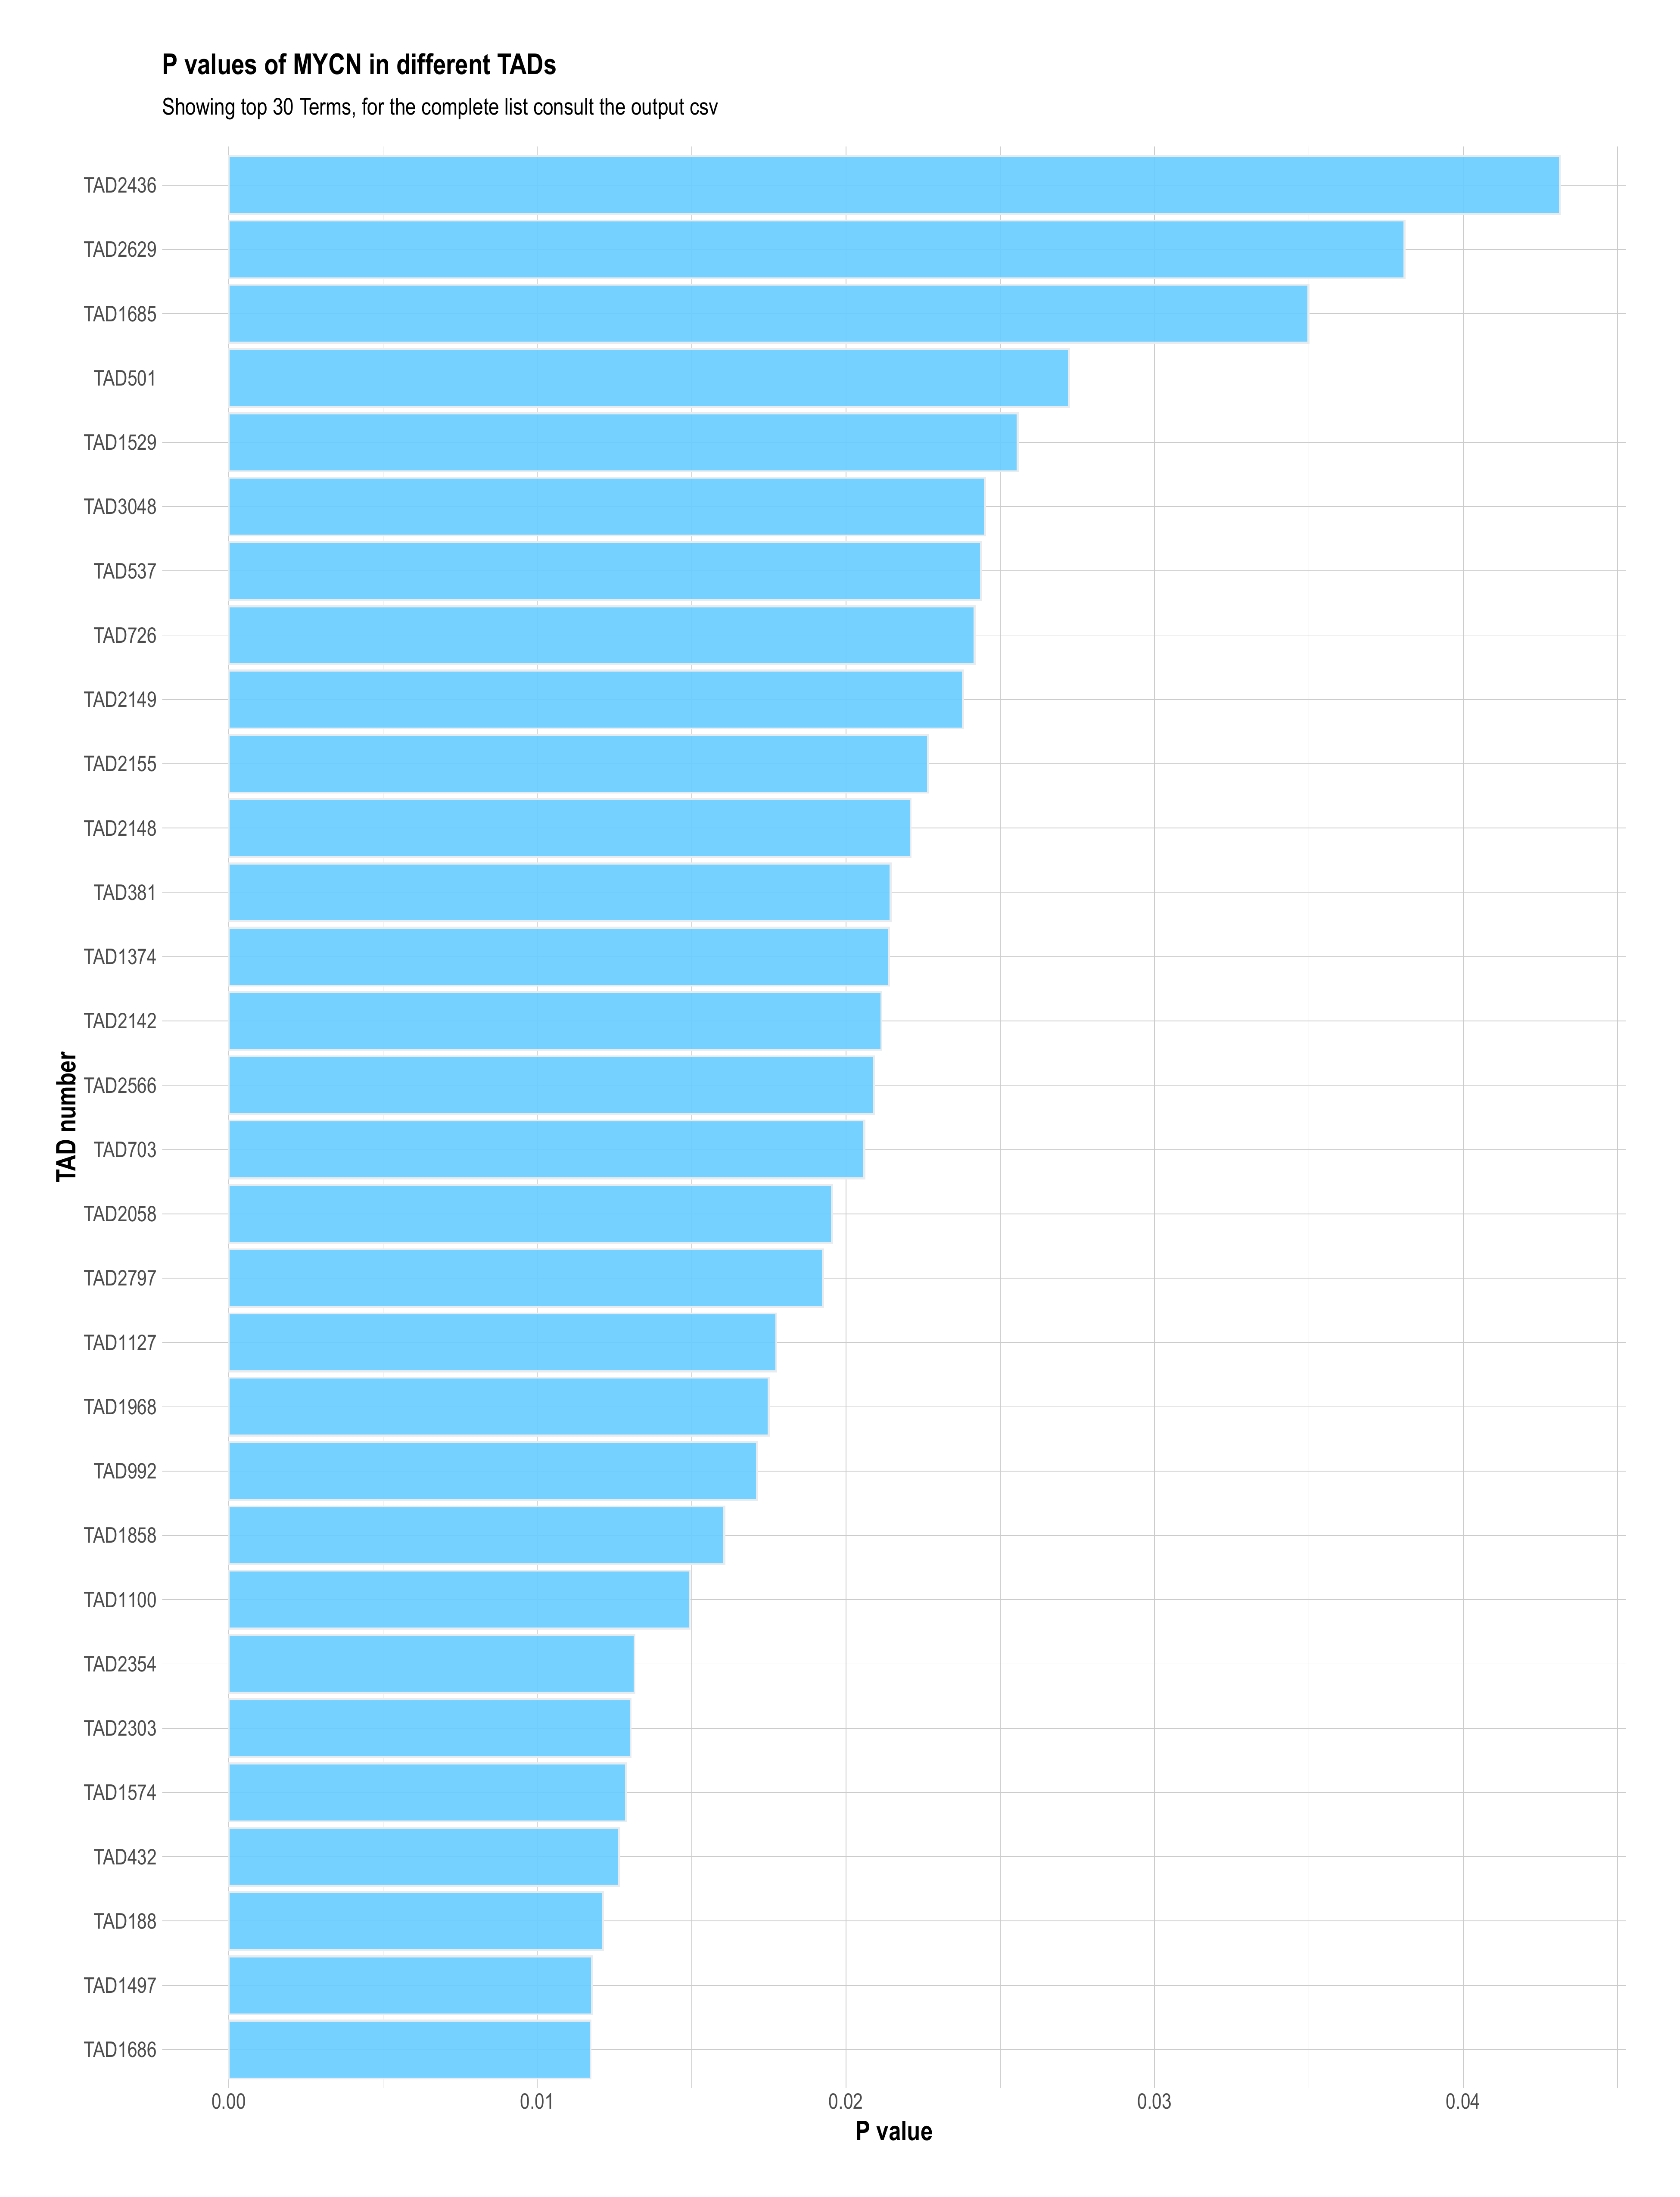 P values of MYCN in different TADs
Showing top 30 Terms, for the complete list consult the output csv
TAD number
TAD2436
TAD2629
TAD1685
TAD501
TAD1529
TAD3048
TAD537
TAD726
TAD2149
TAD2155
TAD2148
TAD381
TAD1374
TAD2142
TAD2566
TAD703
TAD2058
TAD2797
TAD1127
TAD1968
TAD992
TAD1858
TAD1100
TAD2354
TAD2303
TAD1574
TAD432
TAD188
TAD1497
TAD1686
0.00 0.01 0.02 0.03 0.04
P value